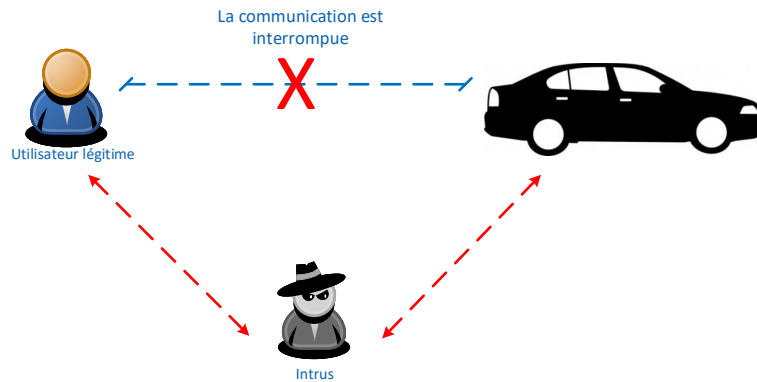 La communication est
interrompue
Utilisateur légitime
Intrus